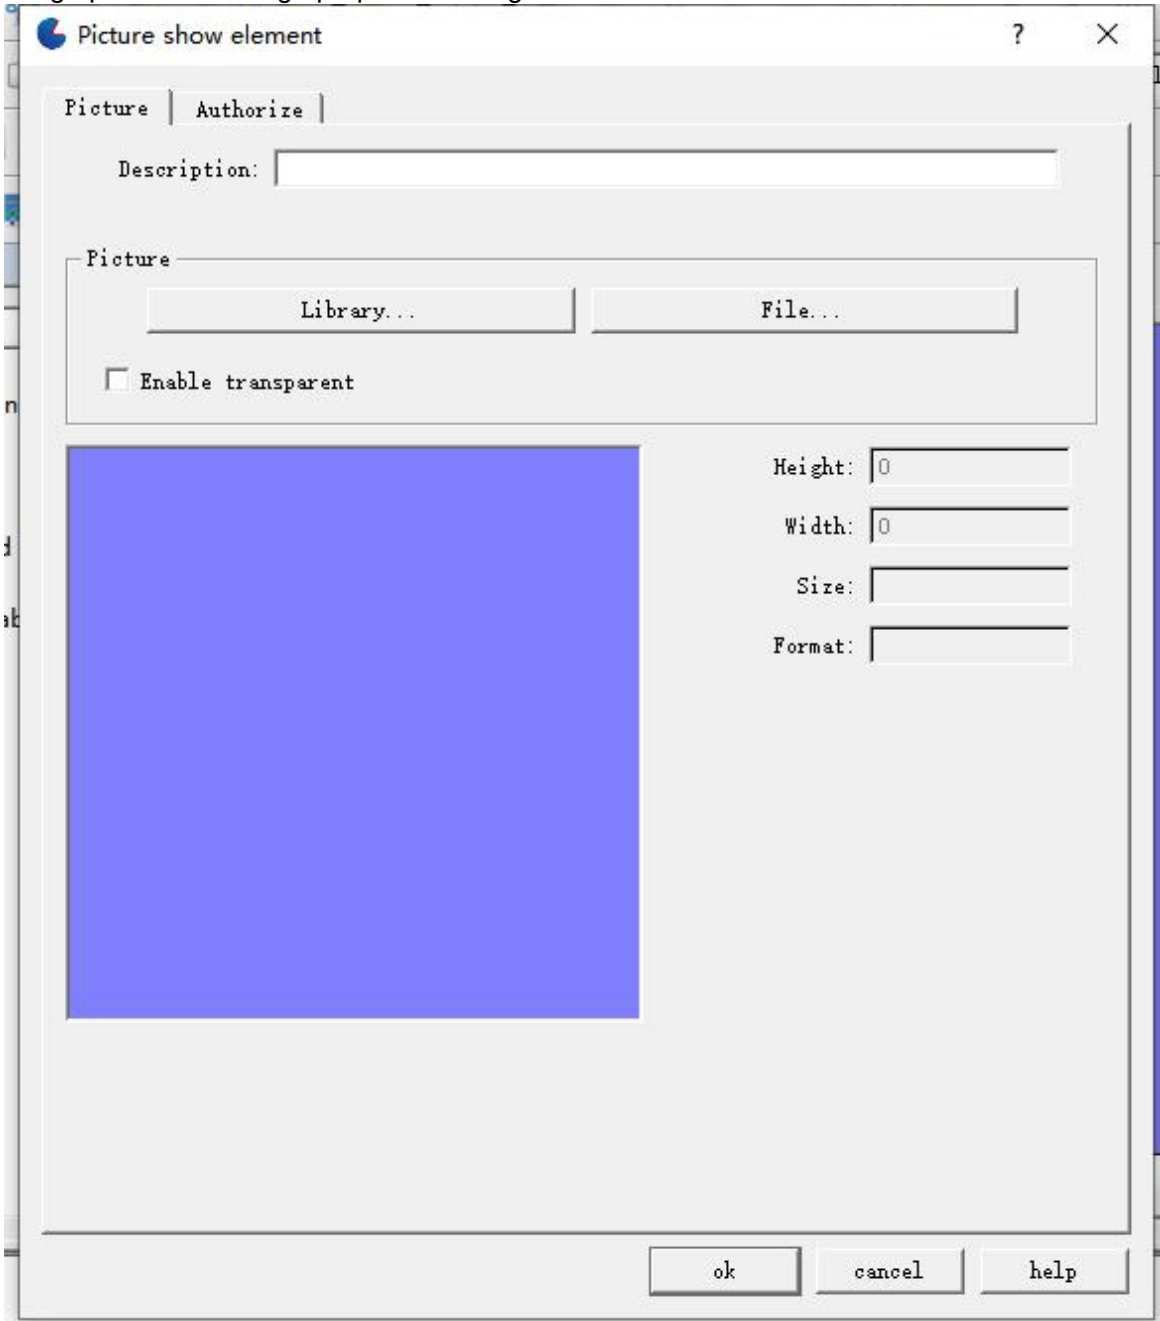 Picture show element
?
Picture
Authorize
Description:
Picture
Library...
File...
Enable transparent
Height: 0
Width: 0
Size:
Format:
ok
cancel
help